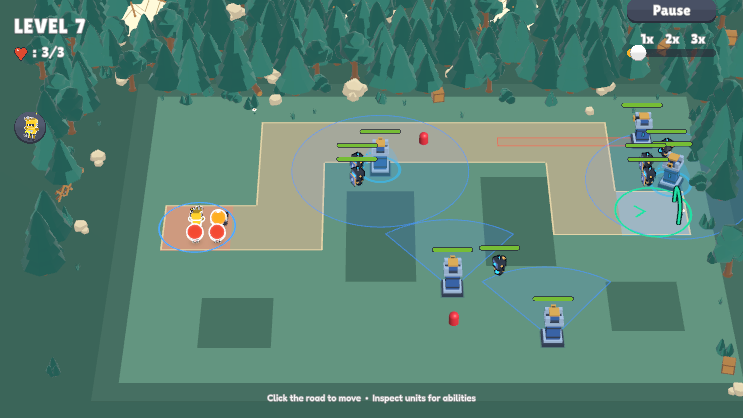 LEVEL 7
: 3/3
Pause
1x 2x 3x
Click the road to move • Inspect units for abilities